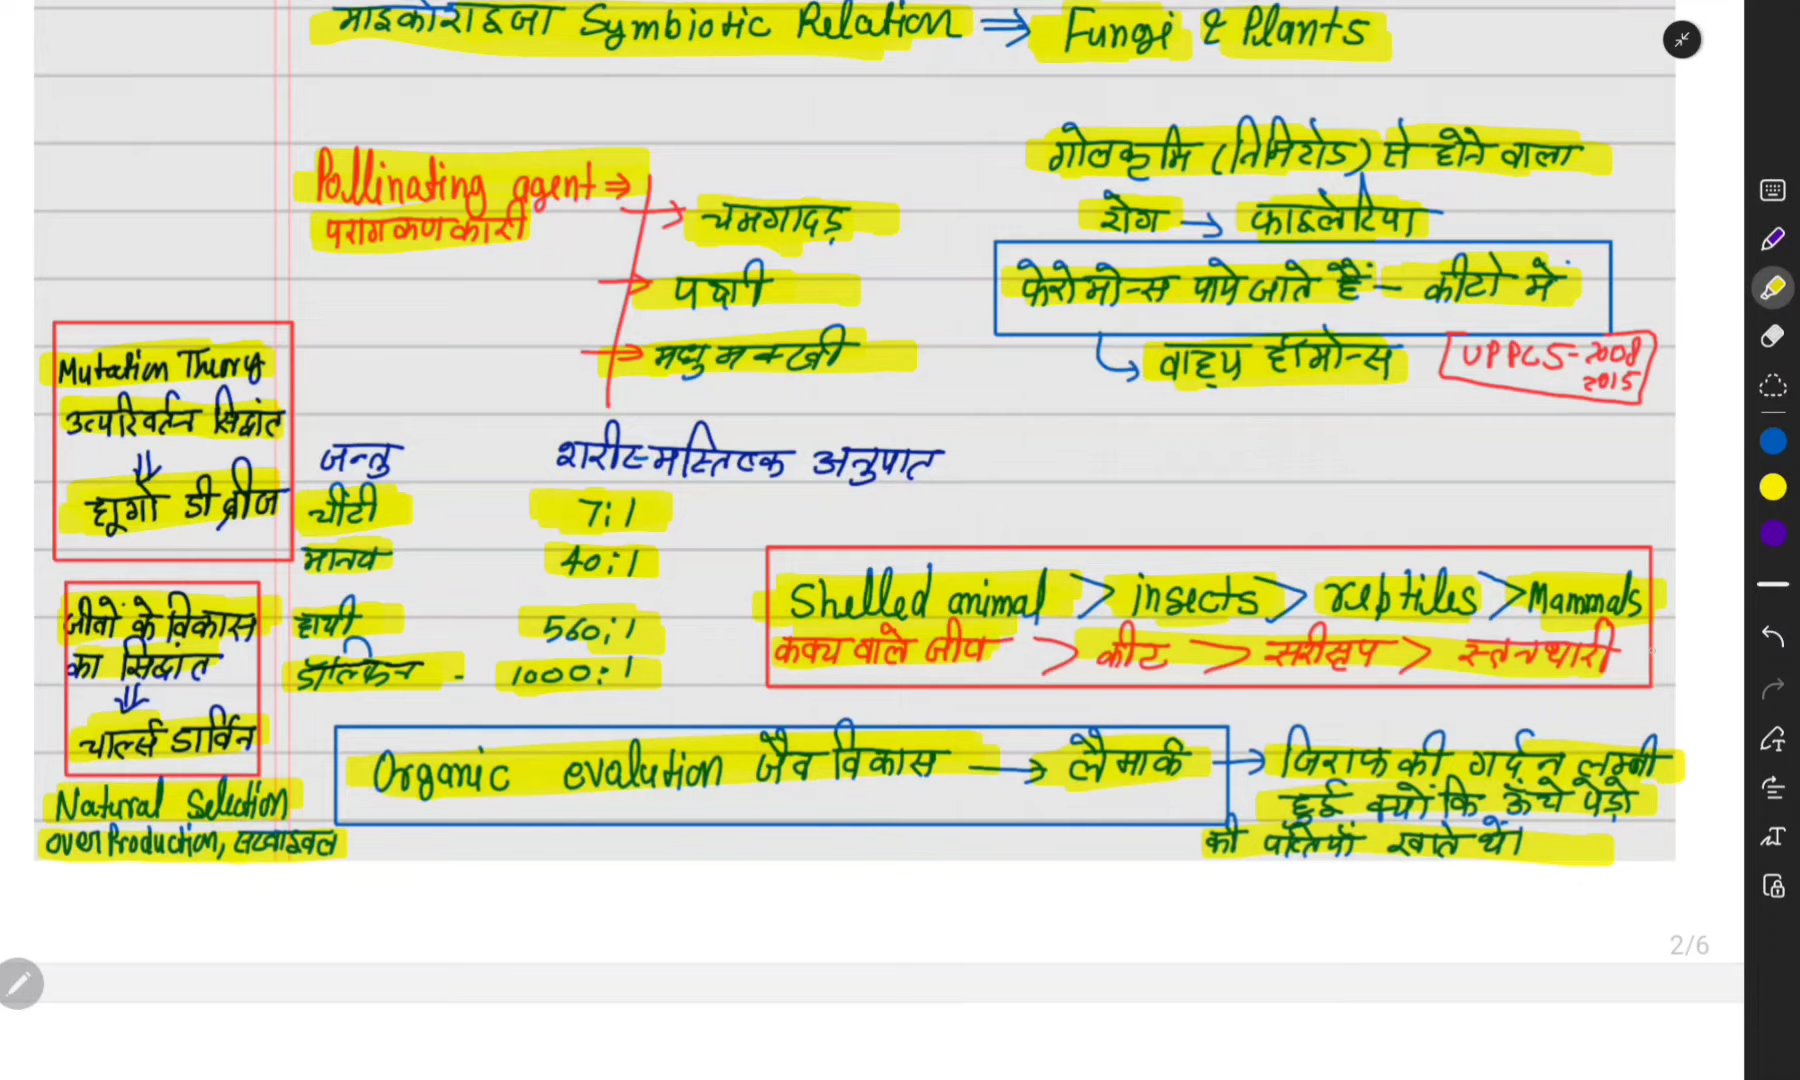 माइकोराइजा Symbiotic Relation ⇒ Fungi & Plants
Pollinating agent ⇒
परागकणकारी
→ चमगादड़
→ पक्षी
→ मधुमक्खी
गोलकृमि (निमेटोड) से होने वाला
रोग → फाइलेरिया
फेरोमोन्स पाये जाते हैं - कीटो में
↳ वाह्य हार्मोन्स
UPPCS-2008
2015
Mutation Theory
उत्परिवर्तन सिद्धांत
⇓
ह्यूगो डी ब्रीज
जन्तु शरीर-मस्तिष्क अनुपात
चींटी 7:1
मानव 40:1
हाथी 560:1
डॉल्फिन - 1000:1
Shelled animal > insects > reptiles > Mammals
कवच वाले जीव > कीट > सरीसृप > स्तनधारी
जीवों के विकास
का सिद्धांत
⇓
चार्ल्स डार्विन
Natural Selection
over Production,
Organic evalution जैव विकास → लैमार्क → जिराफ की गर्दन लम्बी
हुई क्यों कि ऊँचे पेड़ो
की पत्तियाँ खाते थे।
2/6